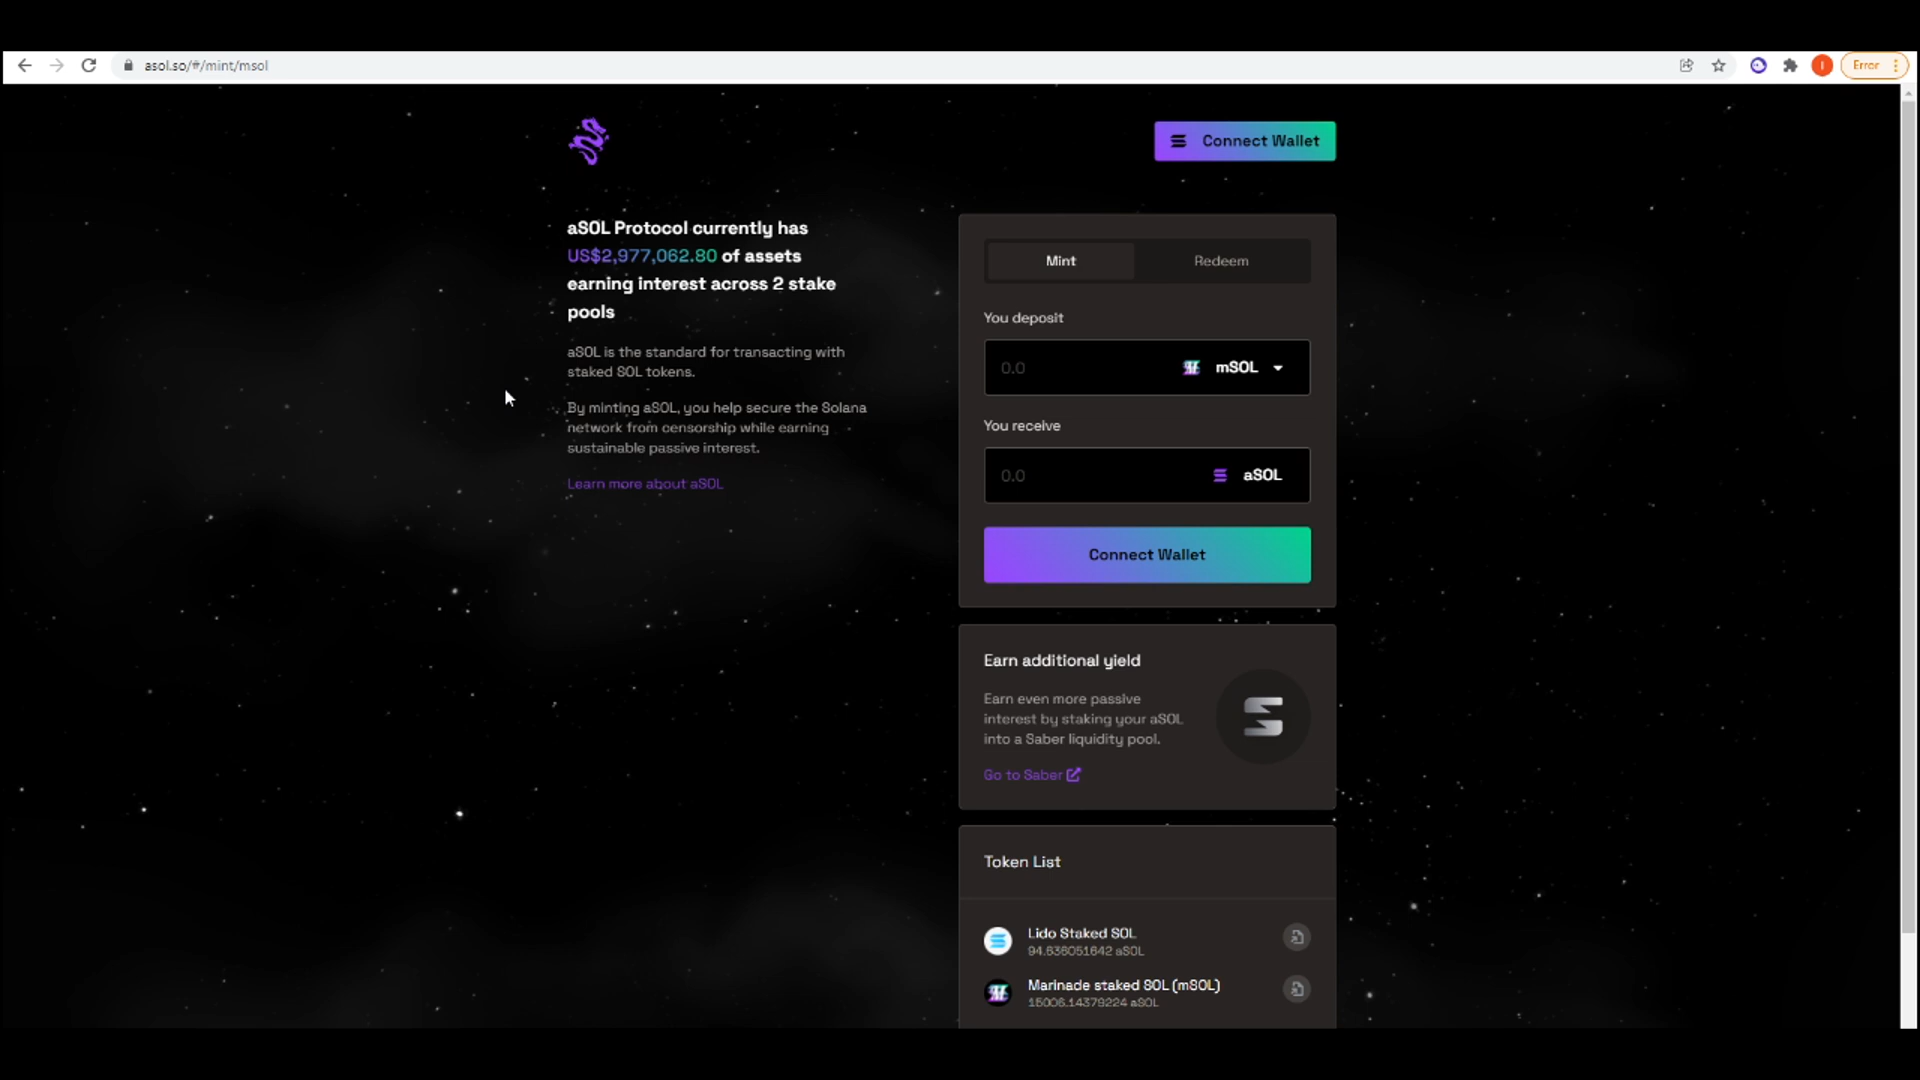 asol.so/#/mint/msol
I
Error
Connect Wallet
aSOL Protocol currently has
US$2,977,062.80 of assets
earning interest across 2 stake
pools
aSOL is the standard for transacting with
staked SOL tokens.
By minting aSOL, you help secure the Solana
network from censorship while earning
sustainable passive interest.
Learn more about aSOL
Mint
Redeem
You deposit
0.0
mSOL
You receive
0.0
aSOL
Connect Wallet
Earn additional yield
Earn even more passive
interest by staking your aSOL
into a Saber liquidity pool.
Go to Saber
Token List
Lido Staked SOL
94.636051642 aSOL
Marinade staked SOL (mSOL)
15006.14379224 aSOL